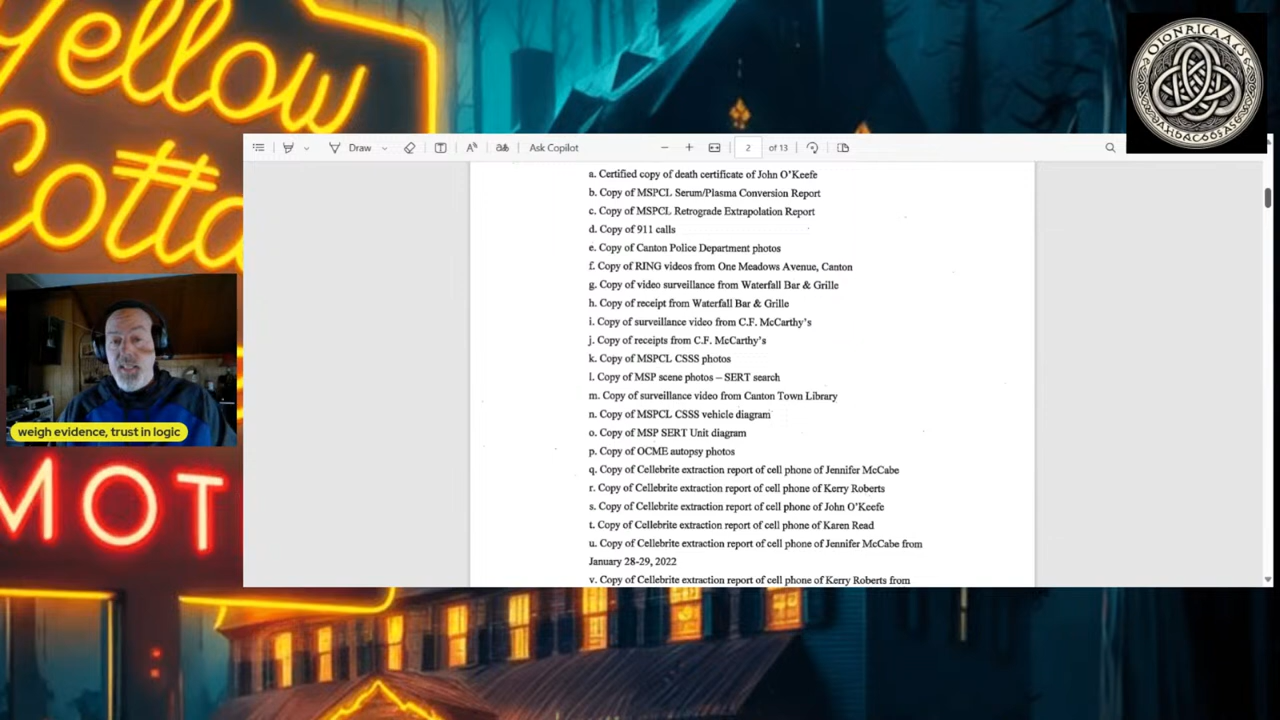 Yellow
Cotta
MOT
Draw
Ask Copilot
2
of 13
a. Certified copy of death certificate of John O'Keefe
b. Copy of MSPCL Serum/Plasma Conversion Report
c. Copy of MSPCL Retrograde Extrapolation Report
d. Copy of 911 calls
e. Copy of Canton Police Department photos
f. Copy of RING videos from One Meadows Avenue, Canton
g. Copy of video surveillance from Waterfall Bar & Grille
h. Copy of receipt from Waterfall Bar & Grille
i. Copy of surveillance video from C.F. McCarthy's
j. Copy of receipts from C.F. McCarthy's
k. Copy of MSPCL CSSS photos
l. Copy of MSP scene photos – SERT search
m. Copy of surveillance video from Canton Town Library
n. Copy of MSPCL CSSS vehicle diagram
o. Copy of MSP SERT Unit diagram
p. Copy of OCME autopsy photos
q. Copy of Cellebrite extraction report of cell phone of Jennifer McCabe
r. Copy of Cellebrite extraction report of cell phone of Kerry Roberts
s. Copy of Cellebrite extraction report of cell phone of John O'Keefe
t. Copy of Cellebrite extraction report of cell phone of Karen Read
u. Copy of Cellebrite extraction report of cell phone of Jennifer McCabe from
January 28-29, 2022
v. Copy of Cellebrite extraction report of cell phone of Kerry Roberts from
weigh evidence, trust in logic